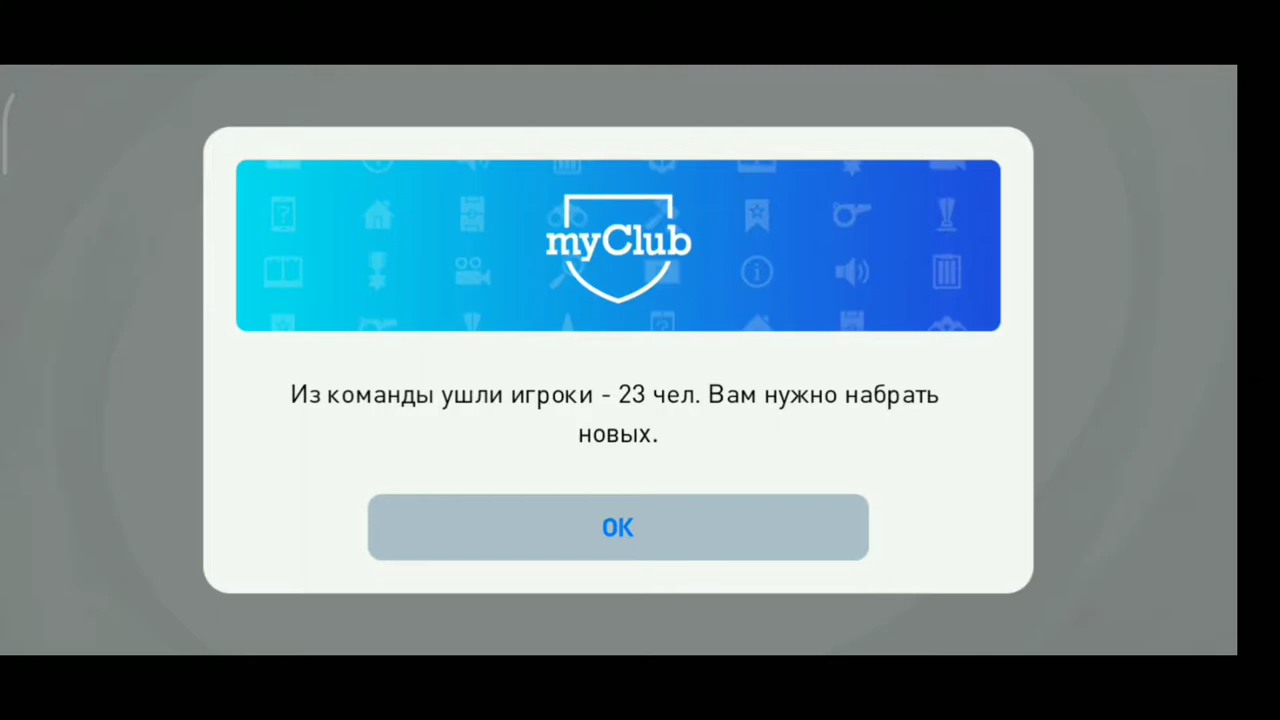 myClub
Из команды ушли игроки - 23 чел. Вам нужно набрать
новых.
OK